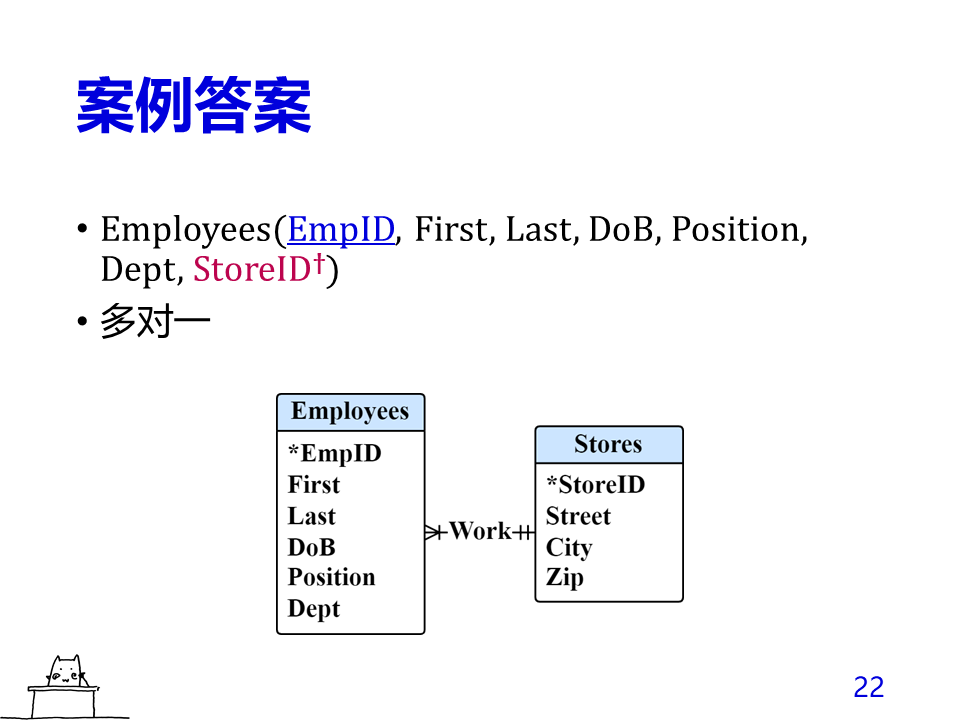 案例答案
• Employees(EmpID, First, Last, DoB, Position,
Dept, StoreID†)
• 多对一
Employees
*EmpID
First
Last
DoB
Position
Dept
Work
Stores
*StoreID
Street
City
Zip
22